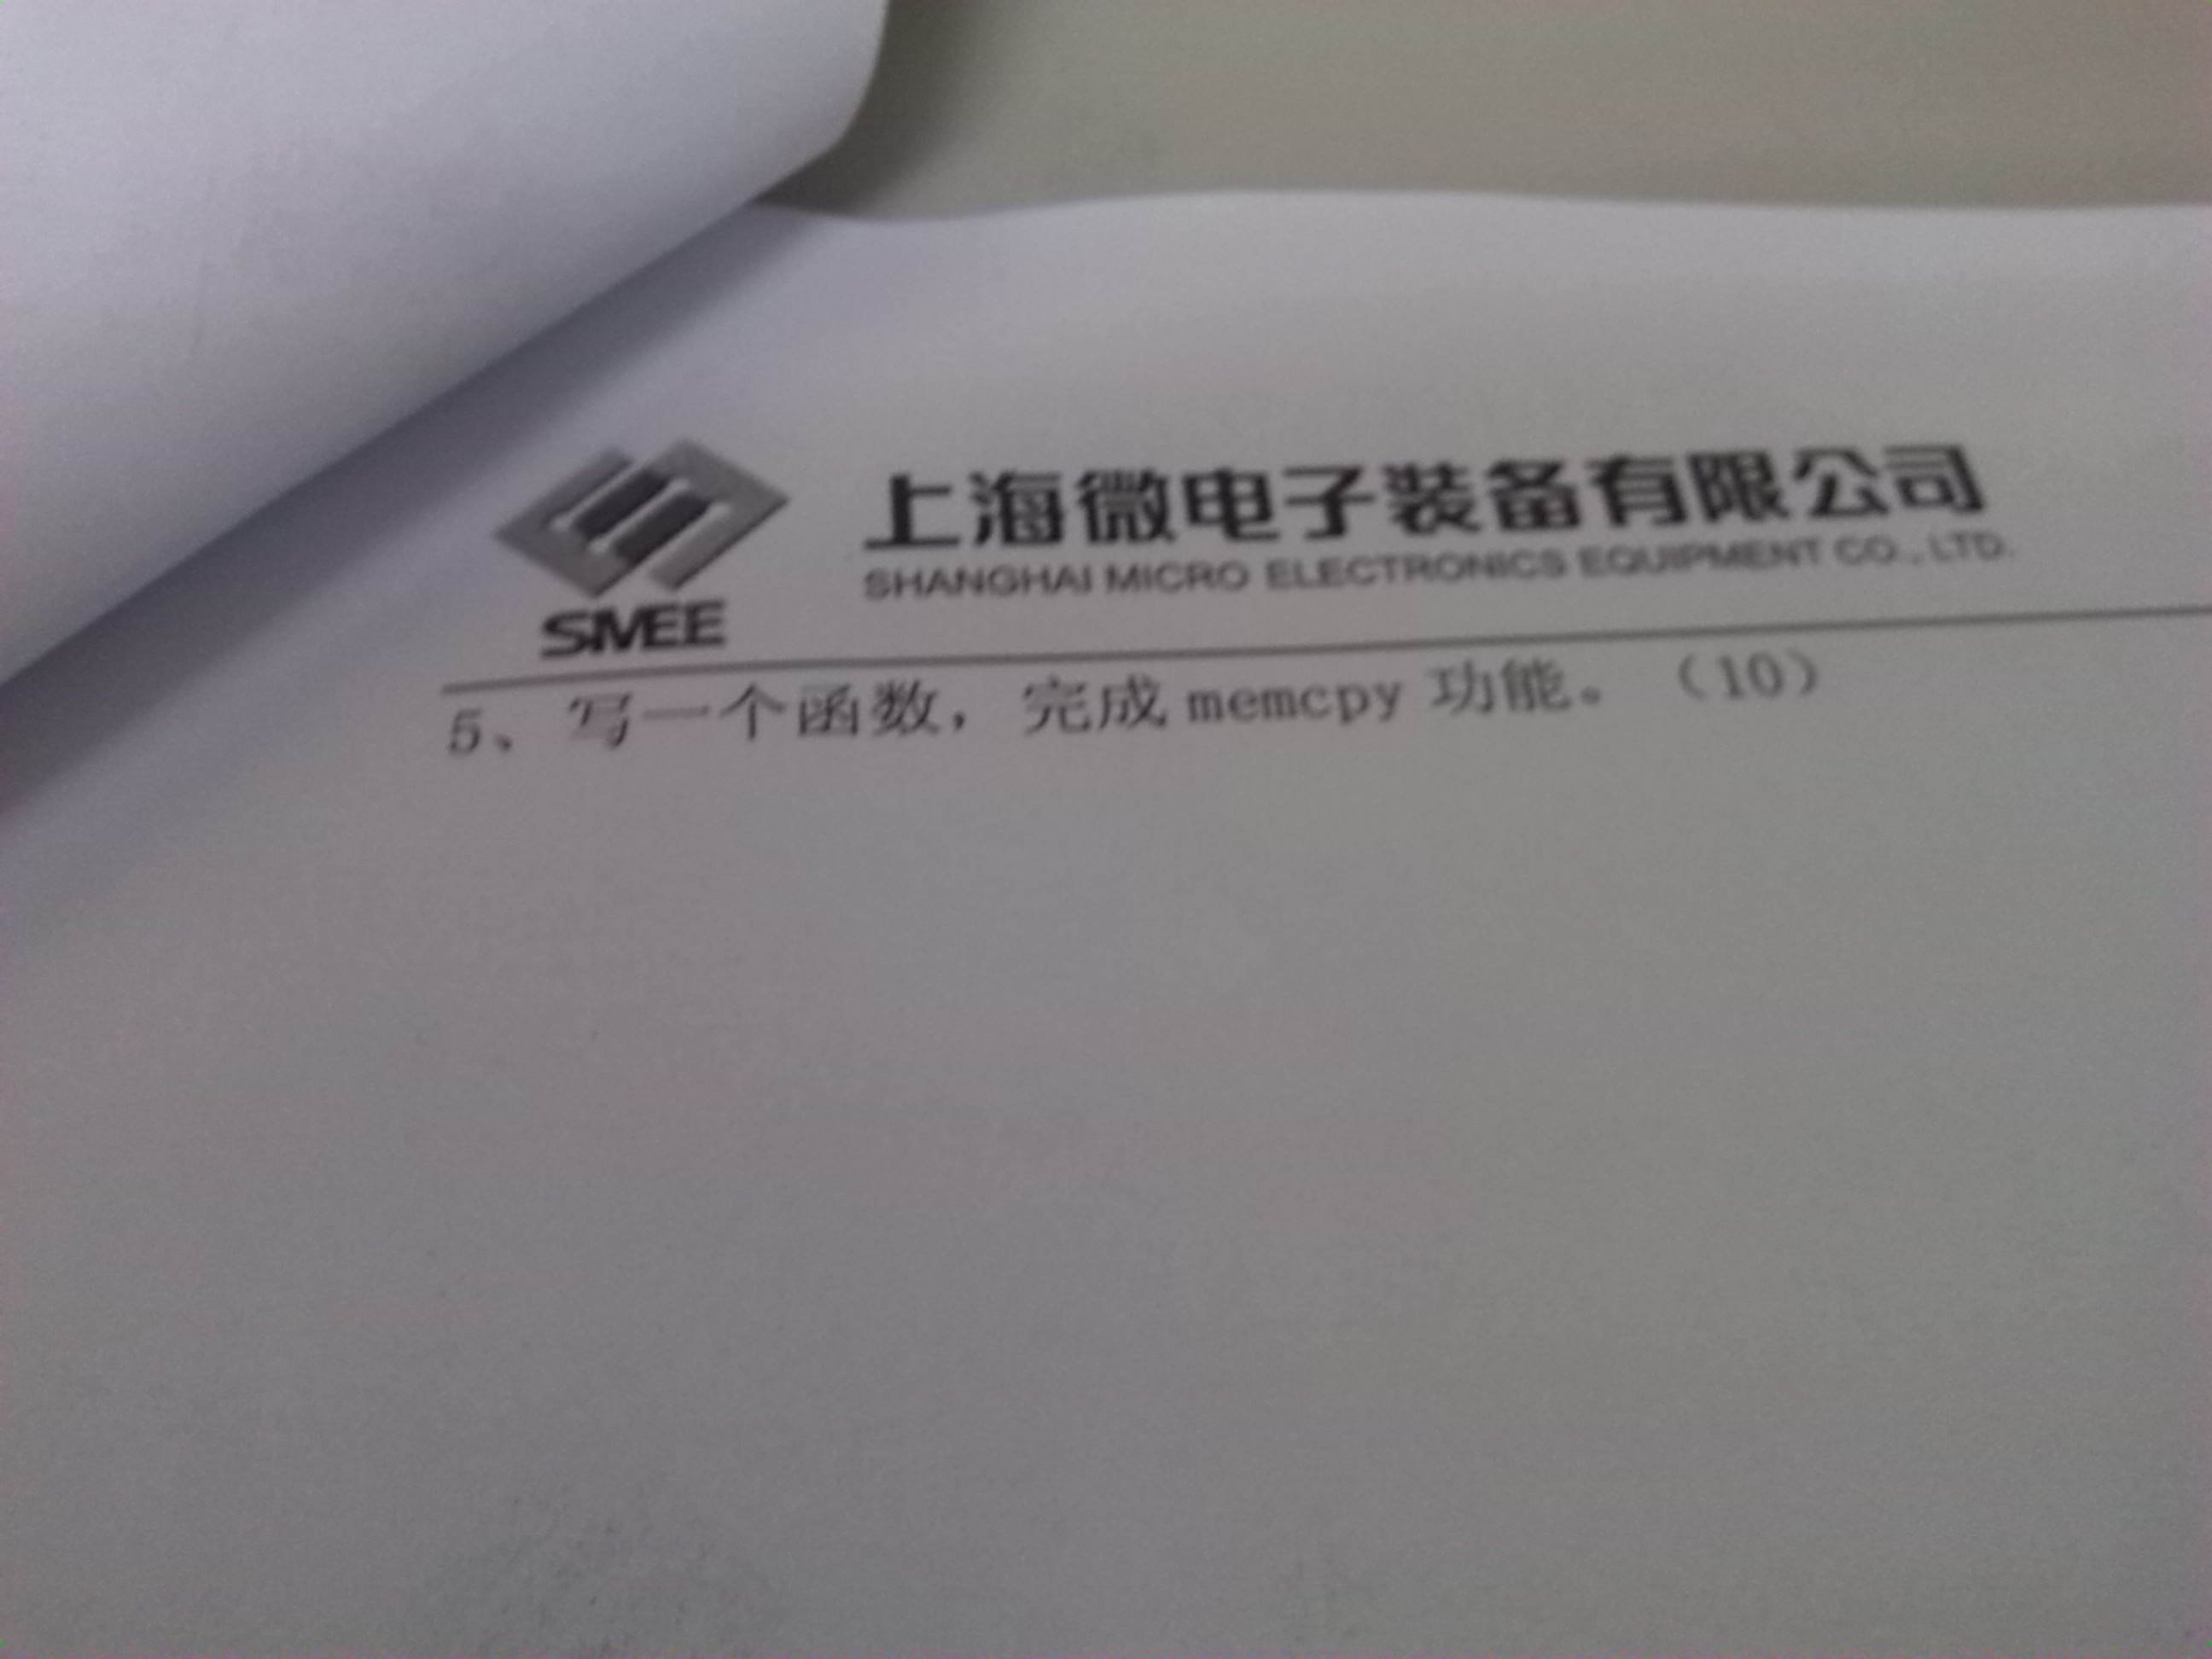 上海微电子装备有限公司
SHANGHAI MICRO ELECTRONICS EQUIPMENT CO., LTD.
SMEE
5、写一个函数，完成 memcpy 功能。（10）